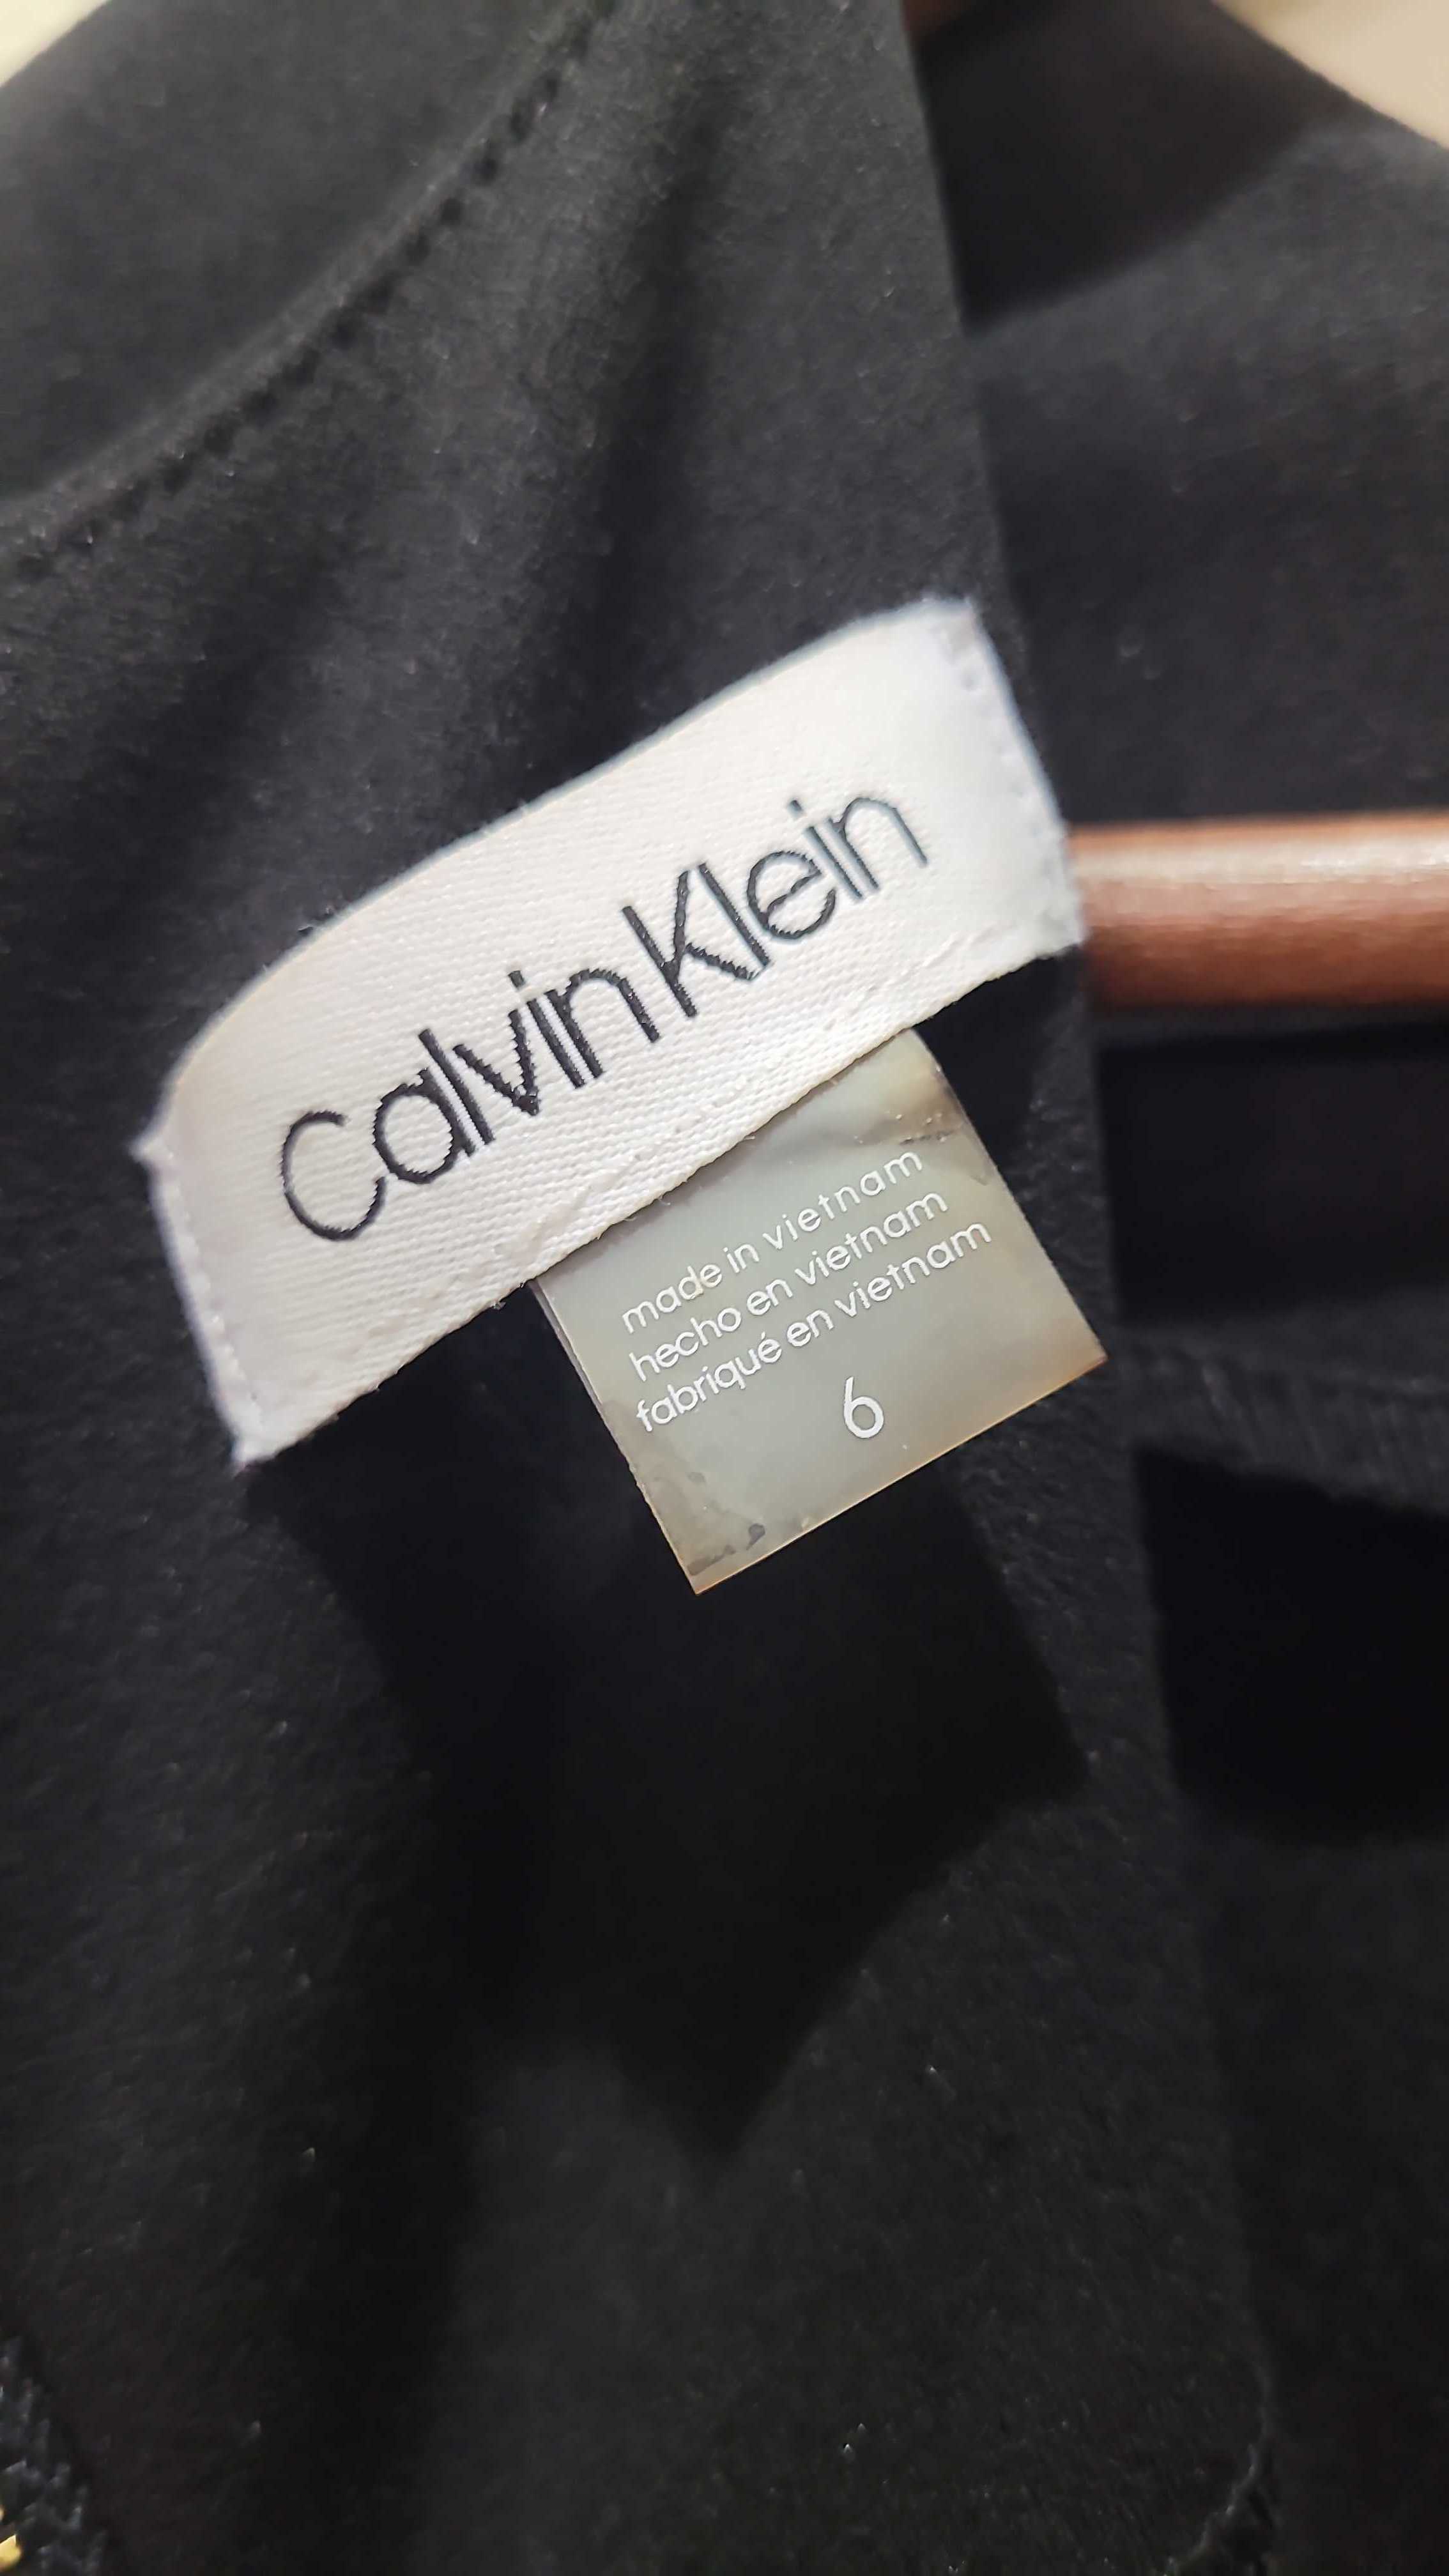 Calvin Klein
made in vietnam
hecho en vietnam
fabriqué en vietnam
6